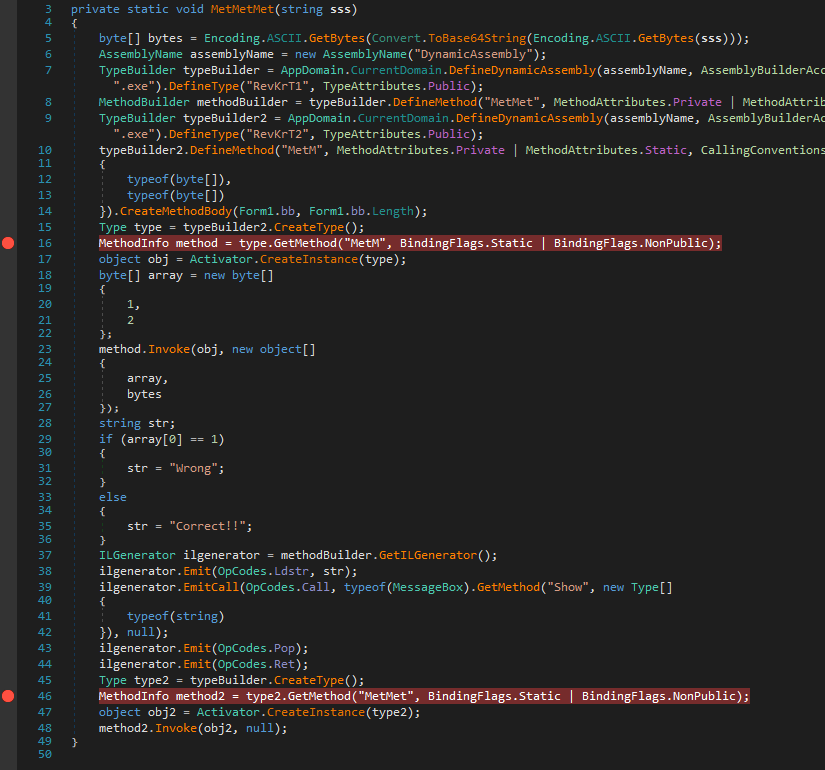 3 private static void MetMetMet(string sss)
4 {
5 byte[] bytes = Encoding.ASCII.GetBytes(Convert.ToBase64String(Encoding.ASCII.GetBytes(sss)));
6 AssemblyName assemblyName = new AssemblyName("DynamicAssembly");
7 TypeBuilder typeBuilder = AppDomain.CurrentDomain.DefineDynamicAssembly(assemblyName, AssemblyBuilderAcc
".exe").DefineType("RevKrT1", TypeAttributes.Public);
8 MethodBuilder methodBuilder = typeBuilder.DefineMethod("MetMet", MethodAttributes.Private | MethodAttrib
9 TypeBuilder typeBuilder2 = AppDomain.CurrentDomain.DefineDynamicAssembly(assemblyName, AssemblyBuilderAc
".exe").DefineType("RevKrT2", TypeAttributes.Public);
10 typeBuilder2.DefineMethod("MetM", MethodAttributes.Private | MethodAttributes.Static, CallingConventions
11 {
12 typeof(byte[]),
13 typeof(byte[])
14 }).CreateMethodBody(Form1.bb, Form1.bb.Length);
15 Type type = typeBuilder2.CreateType();
16 MethodInfo method = type.GetMethod("MetM", BindingFlags.Static | BindingFlags.NonPublic);
17 object obj = Activator.CreateInstance(type);
18 byte[] array = new byte[]
19 {
20 1,
21 2
22 };
23 method.Invoke(obj, new object[]
24 {
25 array,
26 bytes
27 });
28 string str;
29 if (array[0] == 1)
30 {
31 str = "Wrong";
32 }
33 else
34 {
35 str = "Correct!!";
36 }
37 ILGenerator ilgenerator = methodBuilder.GetILGenerator();
38 ilgenerator.Emit(OpCodes.Ldstr, str);
39 ilgenerator.EmitCall(OpCodes.Call, typeof(MessageBox).GetMethod("Show", new Type[]
40 {
41 typeof(string)
42 }), null);
43 ilgenerator.Emit(OpCodes.Pop);
44 ilgenerator.Emit(OpCodes.Ret);
45 Type type2 = typeBuilder.CreateType();
46 MethodInfo method2 = type2.GetMethod("MetMet", BindingFlags.Static | BindingFlags.NonPublic);
47 object obj2 = Activator.CreateInstance(type2);
48 method2.Invoke(obj2, null);
49 }
50